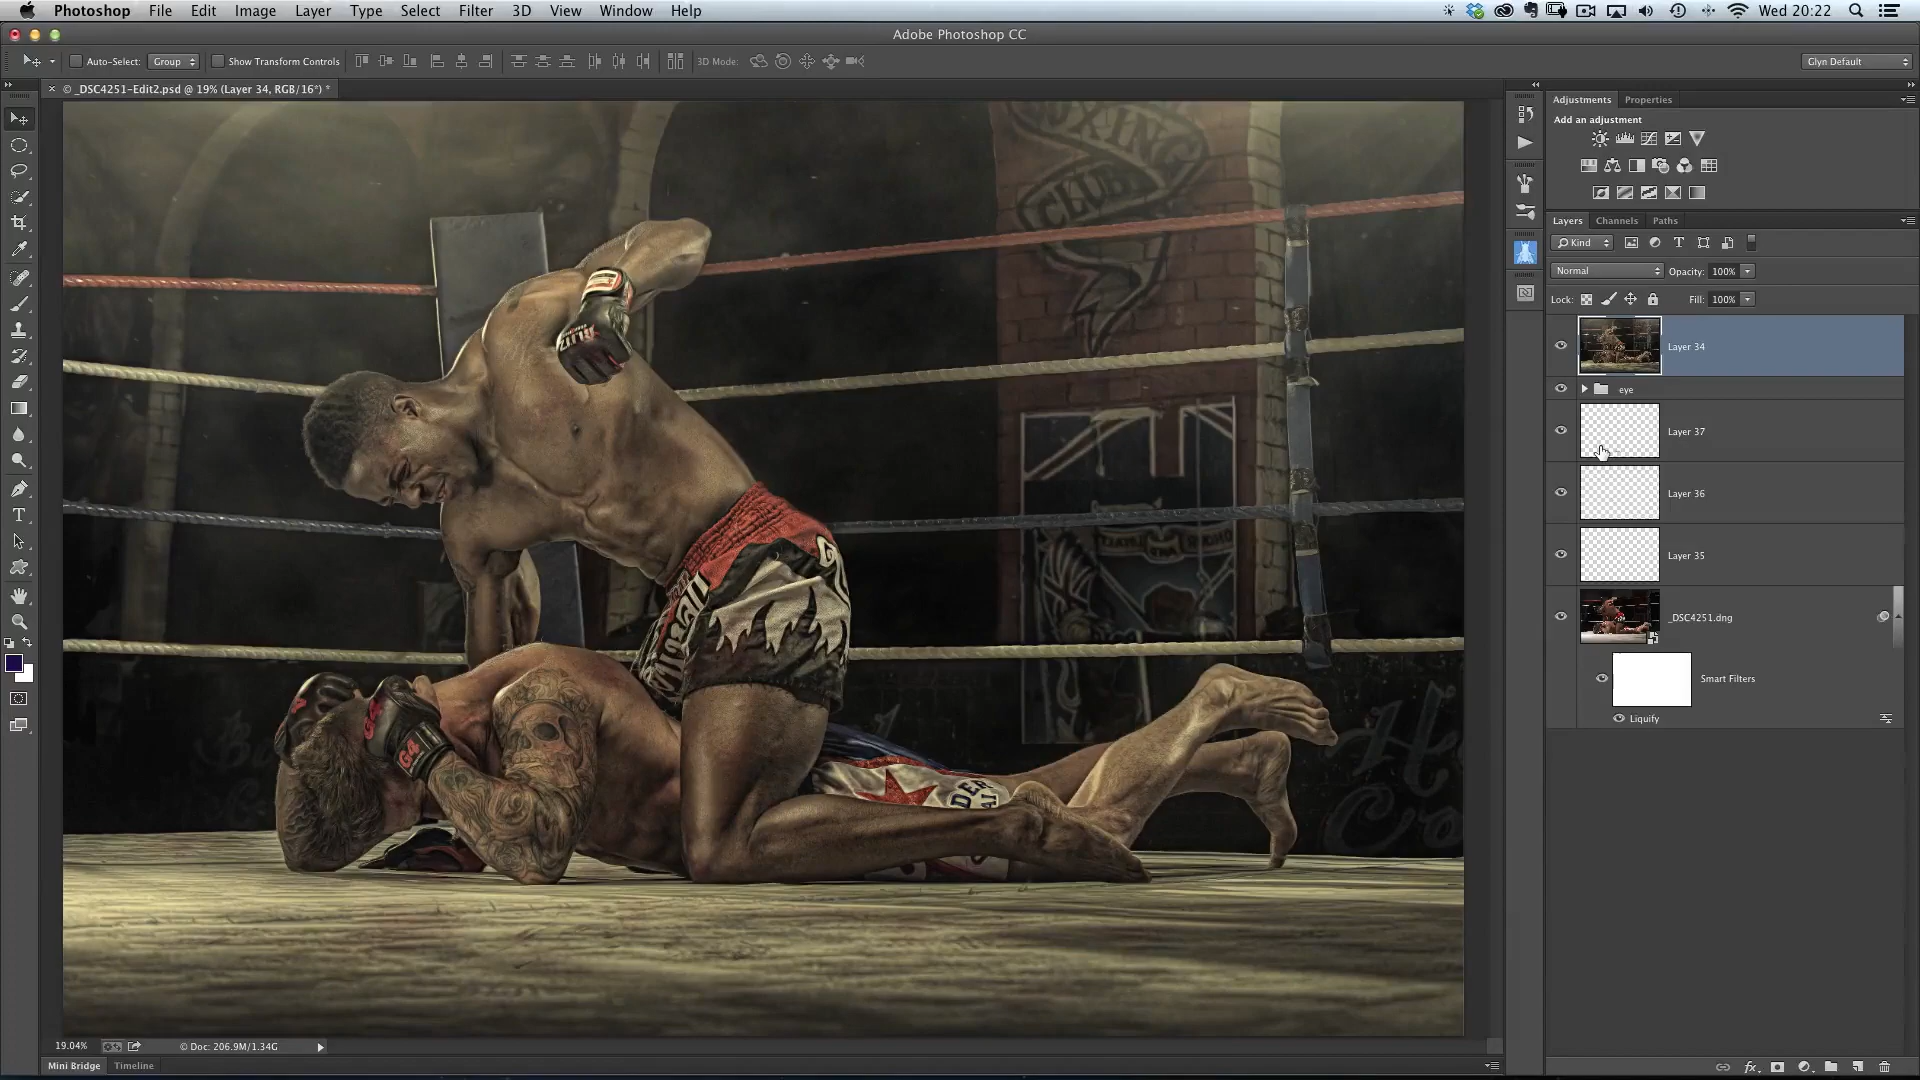 Photoshop File Edit Image Layer Type Select Filter 3D View Window Help Wed 20:22
Adobe Photoshop CC
Auto-Select: Group Show Transform Controls 3D Mode: Glyn Default
© _DSC4251-Edit2.psd @ 19% (Layer 34, RGB/16*) *
Adjustments Properties
Add an adjustment
Layers Channels Paths
Kind
Normal Opacity: 100%
Lock: Fill: 100%
Layer 34
eye
Layer 37
Layer 36
Layer 35
_DSC4251.dng
Smart Filters
Liquify
CLUB
G4
19.04% © Doc: 206.9M/1.34G
Mini Bridge Timeline